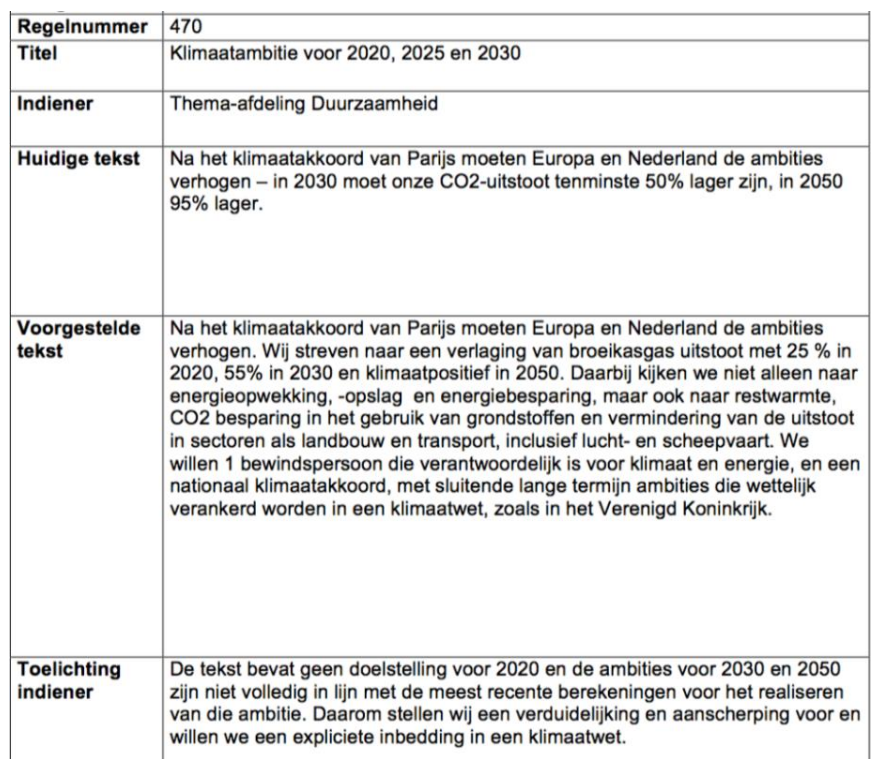 Regelnummer 470
Titel Klimaatambitie voor 2020, 2025 en 2030
Indiener Thema-afdeling Duurzaamheid
Huidige tekst Na het klimaatakkoord van Parijs moeten Europa en Nederland de ambities
verhogen – in 2030 moet onze CO2-uitstoot tenminste 50% lager zijn, in 2050
95% lager.
Voorgestelde Na het klimaatakkoord van Parijs moeten Europa en Nederland de ambities
tekst verhogen. Wij streven naar een verlaging van broeikasgas uitstoot met 25 % in
2020, 55% in 2030 en klimaatpositief in 2050. Daarbij kijken we niet alleen naar
energieopwekking, -opslag en energiebesparing, maar ook naar restwarmte,
CO2 besparing in het gebruik van grondstoffen en vermindering van de uitstoot
in sectoren als landbouw en transport, inclusief lucht- en scheepvaart. We
willen 1 bewindspersoon die verantwoordelijk is voor klimaat en energie, en een
nationaal klimaatakkoord, met sluitende lange termijn ambities die wettelijk
verankerd worden in een klimaatwet, zoals in het Verenigd Koninkrijk.
Toelichting De tekst bevat geen doelstelling voor 2020 en de ambities voor 2030 en 2050
indiener zijn niet volledig in lijn met de meest recente berekeningen voor het realiseren
van die ambitie. Daarom stellen wij een verduidelijking en aanscherping voor en
willen we een expliciete inbedding in een klimaatwet.